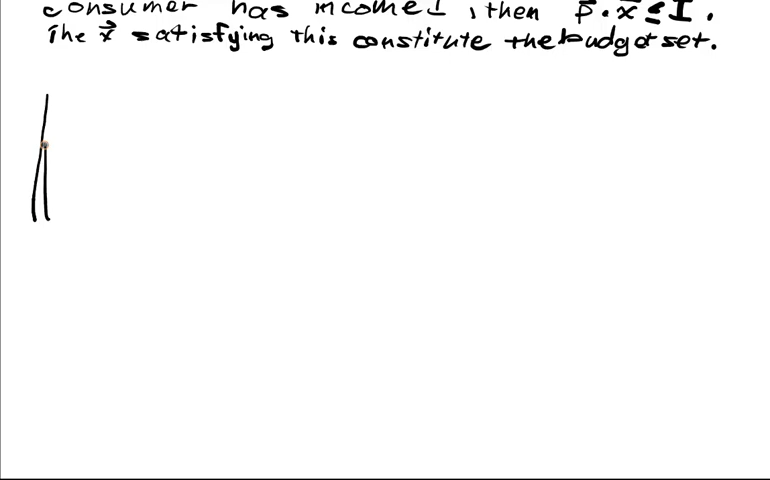 consumer has income I, then p⃗ · x⃗ ≤ I.
The x⃗ satisfying this constitute the budget set.